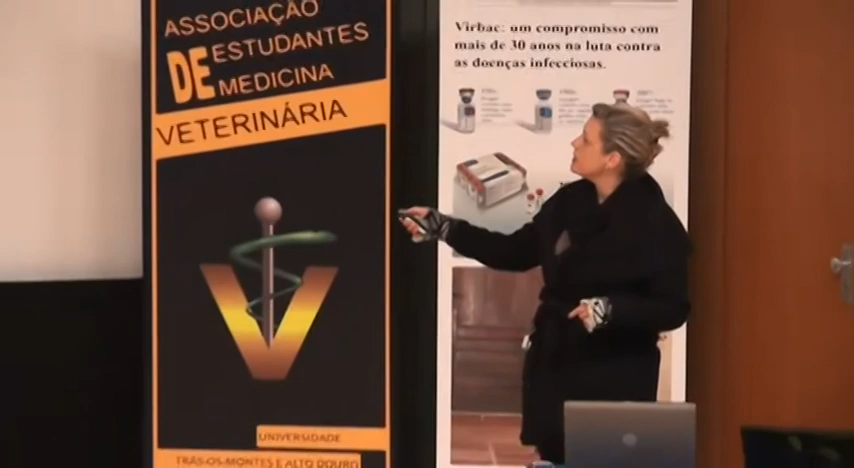 ASSOCIAÇÃO
DE ESTUDANTES
MEDICINA
VETERINÁRIA
UNIVERSIDADE
TRÁS-OS-MONTES E ALTO DOURO
Virbac: um compromisso com
mais de 30 anos na luta contra
as doenças infecciosas.